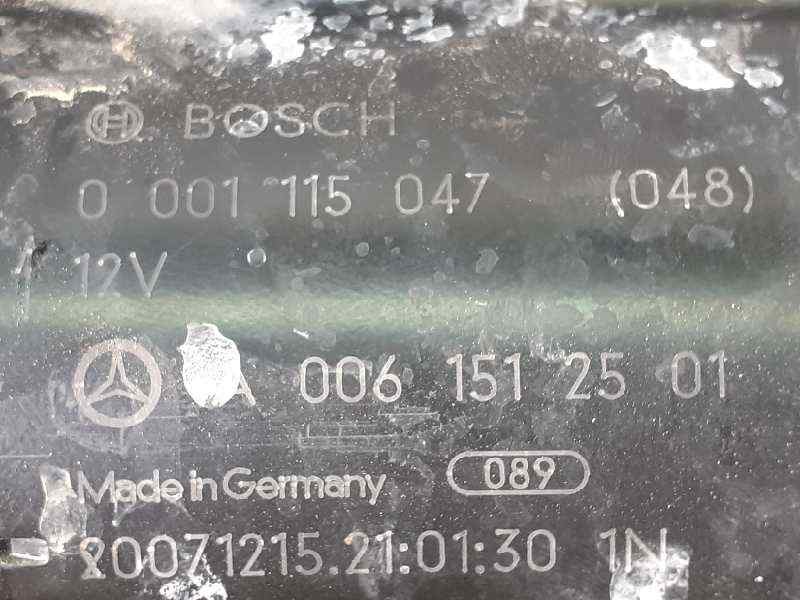 BOSCH
0 001 115 047 (048)
12V
A 006 151 25 01
Made in Germany 089
20071215.21:01:30 1N